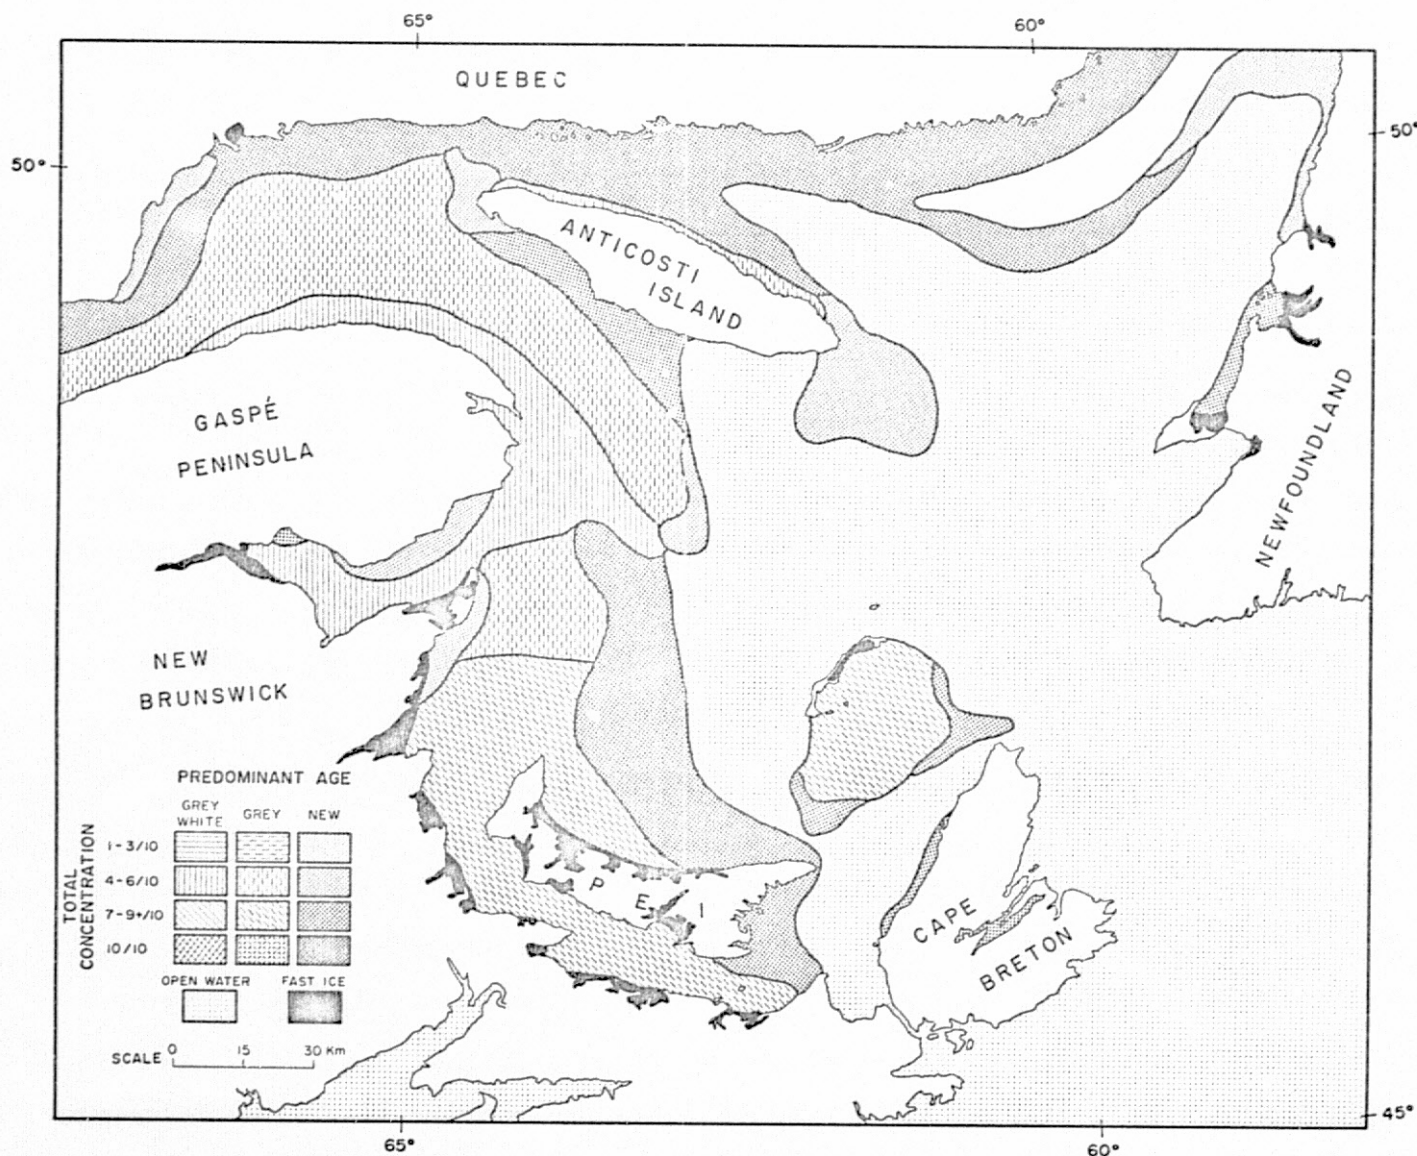 65°
60°
QUEBEC
50°
50°
ANTICOSTI
ISLAND
GASPÉ
PENINSULA
NEWFOUNDLAND
NEW
BRUNSWICK
PREDOMINANT AGE
GREY
WHITE
GREY
NEW
TOTAL
CONCENTRATION
1-3/10
4-6/10
7-9+/10
10/10
OPEN WATER
FAST ICE
SCALE
0
15
30 Km
P E I
CAPE
BRETON
45°
65°
60°